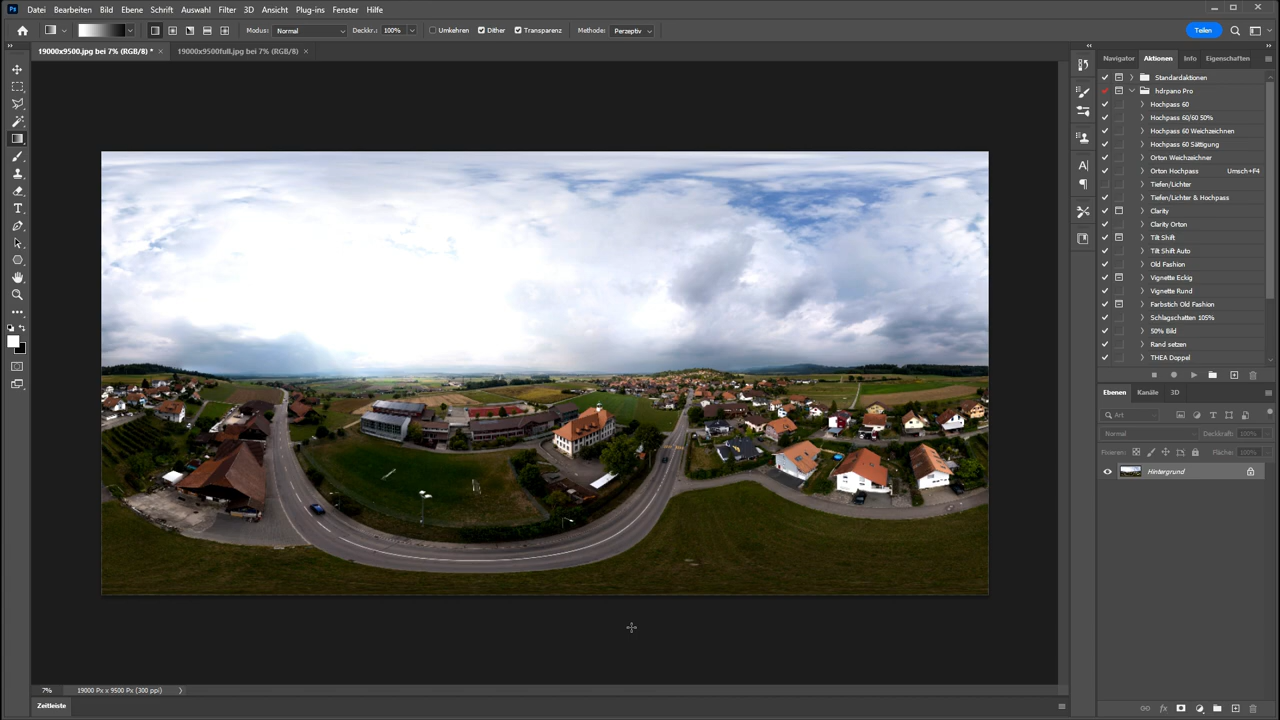 Ps Datei Bearbeiten Bild Ebene Schrift Auswahl Filter 3D Ansicht Plug-ins Fenster Hilfe
Modus: Normal Deckkr.: 100% Umkehren Dither Transparenz Methode: Perzeptiv Teilen
19000x9500.jpg bei 7% (RGB/8) * × 19000x9500full.jpg bei 7% (RGB/8) ×
Navigator Aktionen Info Eigenschaften
Standardaktionen
hdrpano Pro
Hochpass 60
Hochpass 60/60 50%
Hochpass 60 Weichzeichnen
Hochpass 60 Sättigung
Orton Weichzeichner
Orton Hochpass Umsch+F4
Tiefen/Lichter
Tiefen/Lichter & Hochpass
Clarity
Clarity Orton
Tilt Shift
Tilt Shift Auto
Old Fashion
Vignette Eckig
Vignette Rund
Farbstich Old Fashion
Schlagschatten 105%
50% Bild
Rand setzen
THEA Doppel
Ebenen Kanäle 3D
Art
Normal Deckkraft: 100%
Fixieren: Fläche: 100%
Hintergrund
7% 19000 Px x 9500 Px (300 ppi)
Zeitleiste